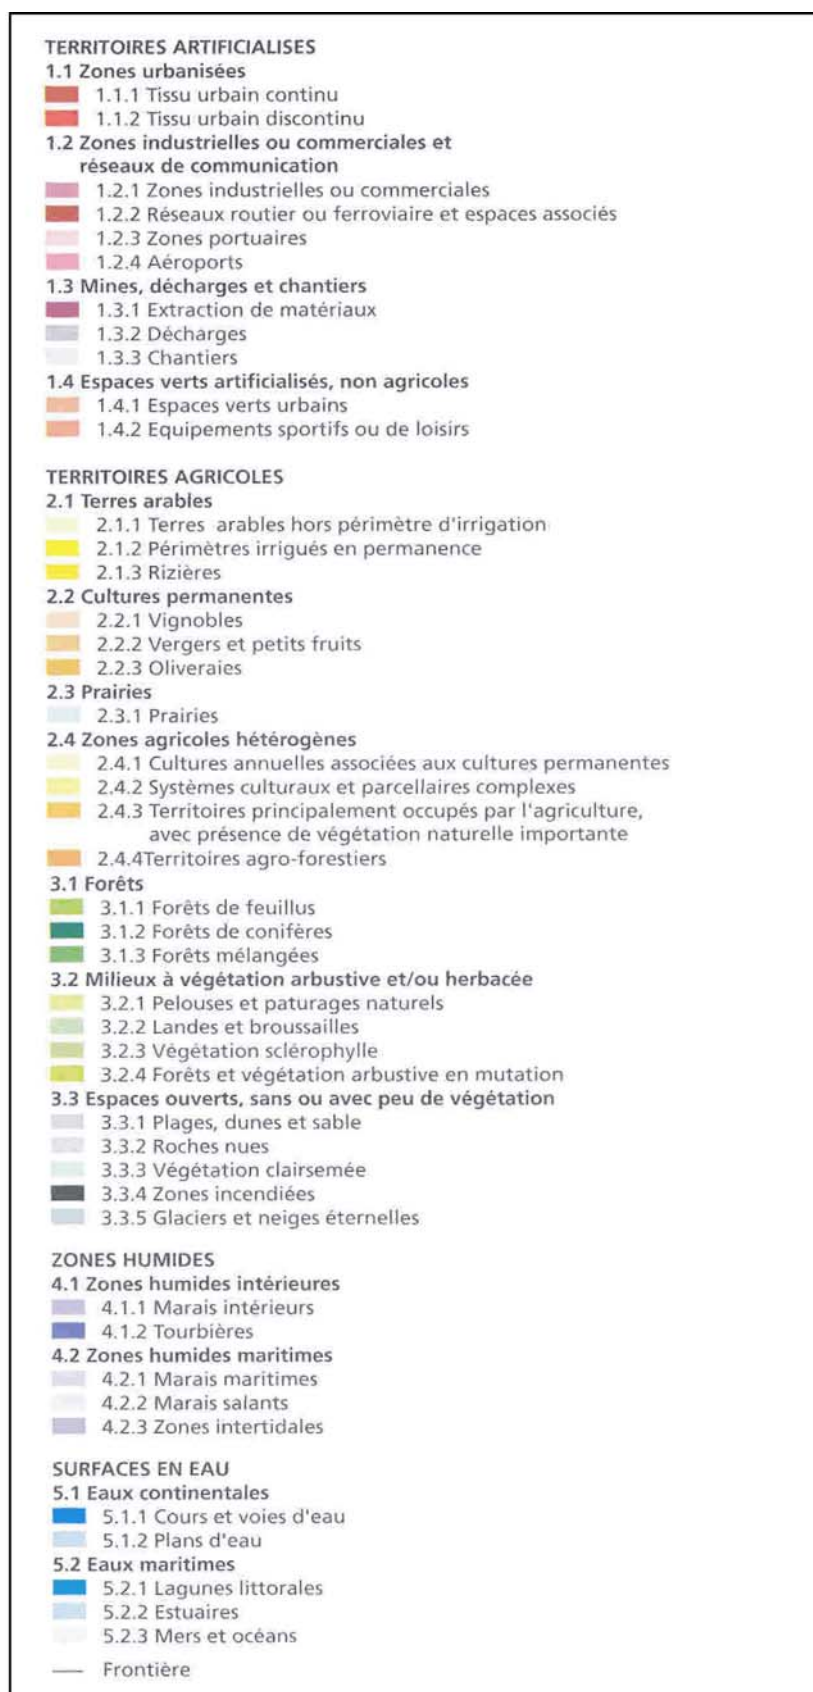 TERRITOIRES ARTIFICIALISES
1.1 Zones urbanisées
1.1.1 Tissu urbain continu
1.1.2 Tissu urbain discontinu
1.2 Zones industrielles ou commerciales et
réseaux de communication
1.2.1 Zones industrielles ou commerciales
1.2.2 Réseaux routier ou ferroviaire et espaces associés
1.2.3 Zones portuaires
1.2.4 Aéroports
1.3 Mines, décharges et chantiers
1.3.1 Extraction de matériaux
1.3.2 Décharges
1.3.3 Chantiers
1.4 Espaces verts artificialisés, non agricoles
1.4.1 Espaces verts urbains
1.4.2 Equipements sportifs ou de loisirs
TERRITOIRES AGRICOLES
2.1 Terres arables
2.1.1 Terres arables hors périmètre d'irrigation
2.1.2 Périmètres irrigués en permanence
2.1.3 Rizières
2.2 Cultures permanentes
2.2.1 Vignobles
2.2.2 Vergers et petits fruits
2.2.3 Oliveraies
2.3 Prairies
2.3.1 Prairies
2.4 Zones agricoles hétérogènes
2.4.1 Cultures annuelles associées aux cultures permanentes
2.4.2 Systèmes culturaux et parcellaires complexes
2.4.3 Territoires principalement occupés par l'agriculture,
avec présence de végétation naturelle importante
2.4.4Territoires agro-forestiers
3.1 Forêts
3.1.1 Forêts de feuillus
3.1.2 Forêts de conifères
3.1.3 Forêts mélangées
3.2 Milieux à végétation arbustive et/ou herbacée
3.2.1 Pelouses et paturages naturels
3.2.2 Landes et broussailles
3.2.3 Végétation sclérophylle
3.2.4 Forêts et végétation arbustive en mutation
3.3 Espaces ouverts, sans ou avec peu de végétation
3.3.1 Plages, dunes et sable
3.3.2 Roches nues
3.3.3 Végétation clairsemée
3.3.4 Zones incendiées
3.3.5 Glaciers et neiges éternelles
ZONES HUMIDES
4.1 Zones humides intérieures
4.1.1 Marais intérieurs
4.1.2 Tourbières
4.2 Zones humides maritimes
4.2.1 Marais maritimes
4.2.2 Marais salants
4.2.3 Zones intertidales
SURFACES EN EAU
5.1 Eaux continentales
5.1.1 Cours et voies d'eau
5.1.2 Plans d'eau
5.2 Eaux maritimes
5.2.1 Lagunes littorales
5.2.2 Estuaires
5.2.3 Mers et océans
Frontière